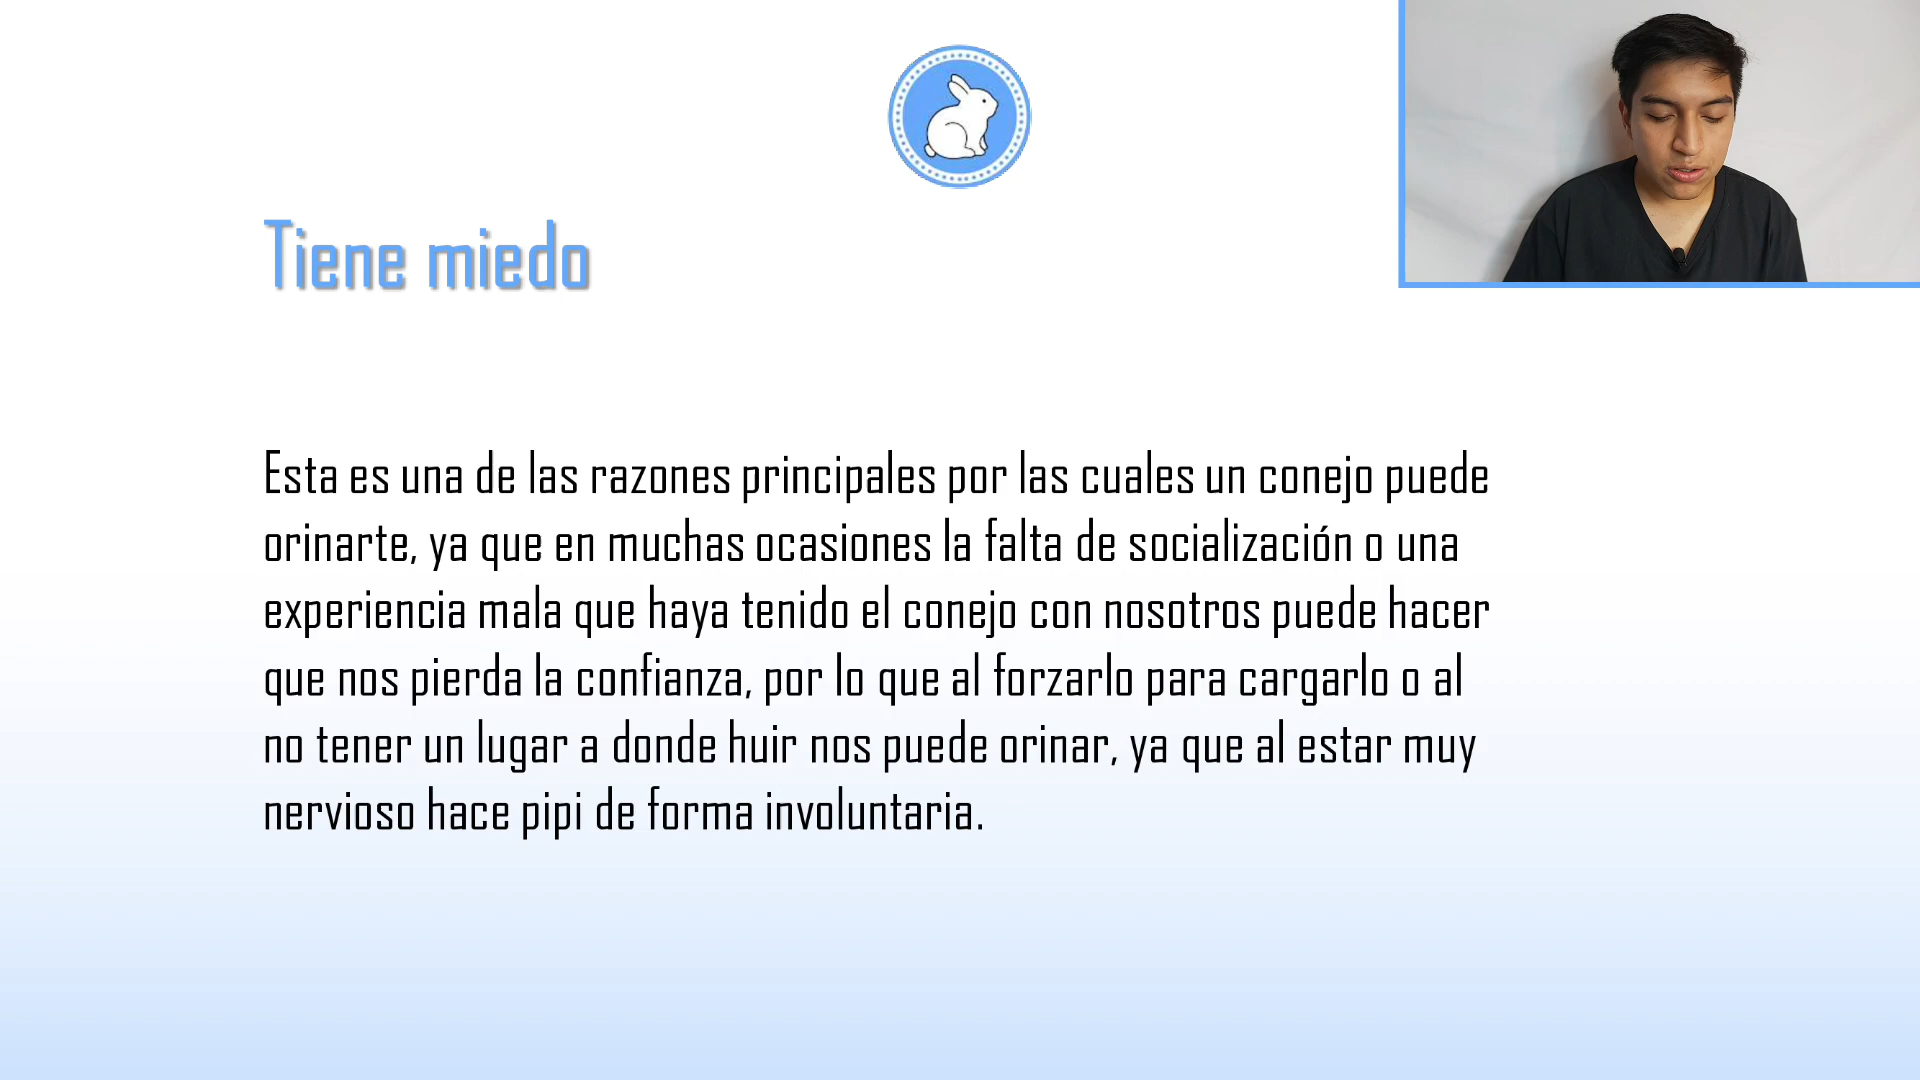 Tiene miedo
Esta es una de las razones principales por las cuales un conejo puede
orinarte, ya que en muchas ocasiones la falta de socialización o una
experiencia mala que haya tenido el conejo con nosotros puede hacer
que nos pierda la confianza, por lo que al forzarlo para cargarlo o al
no tener un lugar a donde huir nos puede orinar, ya que al estar muy
nervioso hace pipi de forma involuntaria.